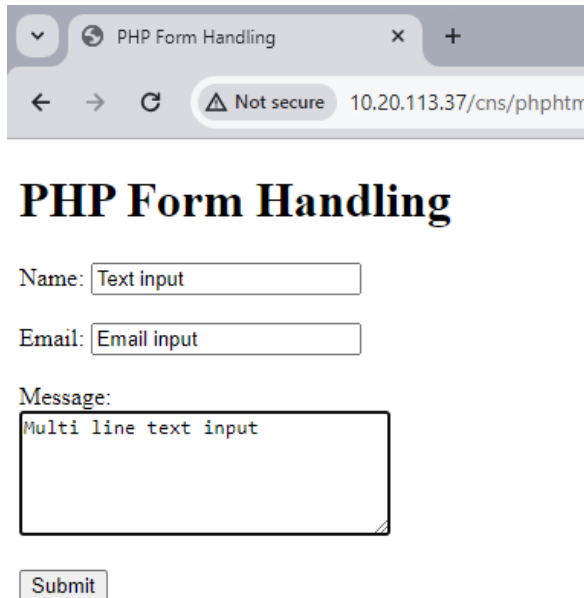 PHP Form Handling
Not secure 10.20.113.37/cns/phphtm
PHP Form Handling
Name: Text input
Email: Email input
Message:
Multi line text input
Submit